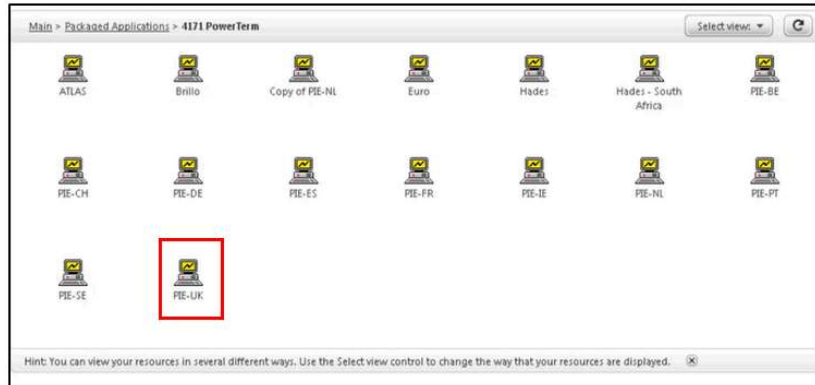 Main > Packaged Applications > 4171 PowerTerm
Select view:
ATLAS
Brillo
Copy of PIE-NL
Euro
Hades
Hades - South
Africa
PIE-BE
PIE-CH
PIE-DE
PIE-ES
PIE-FR
PIE-IE
PIE-NL
PIE-PT
PIE-SE
PIE-UK
Hint: You can view your resources in several different ways. Use the Select view control to change the way that your resources are displayed.